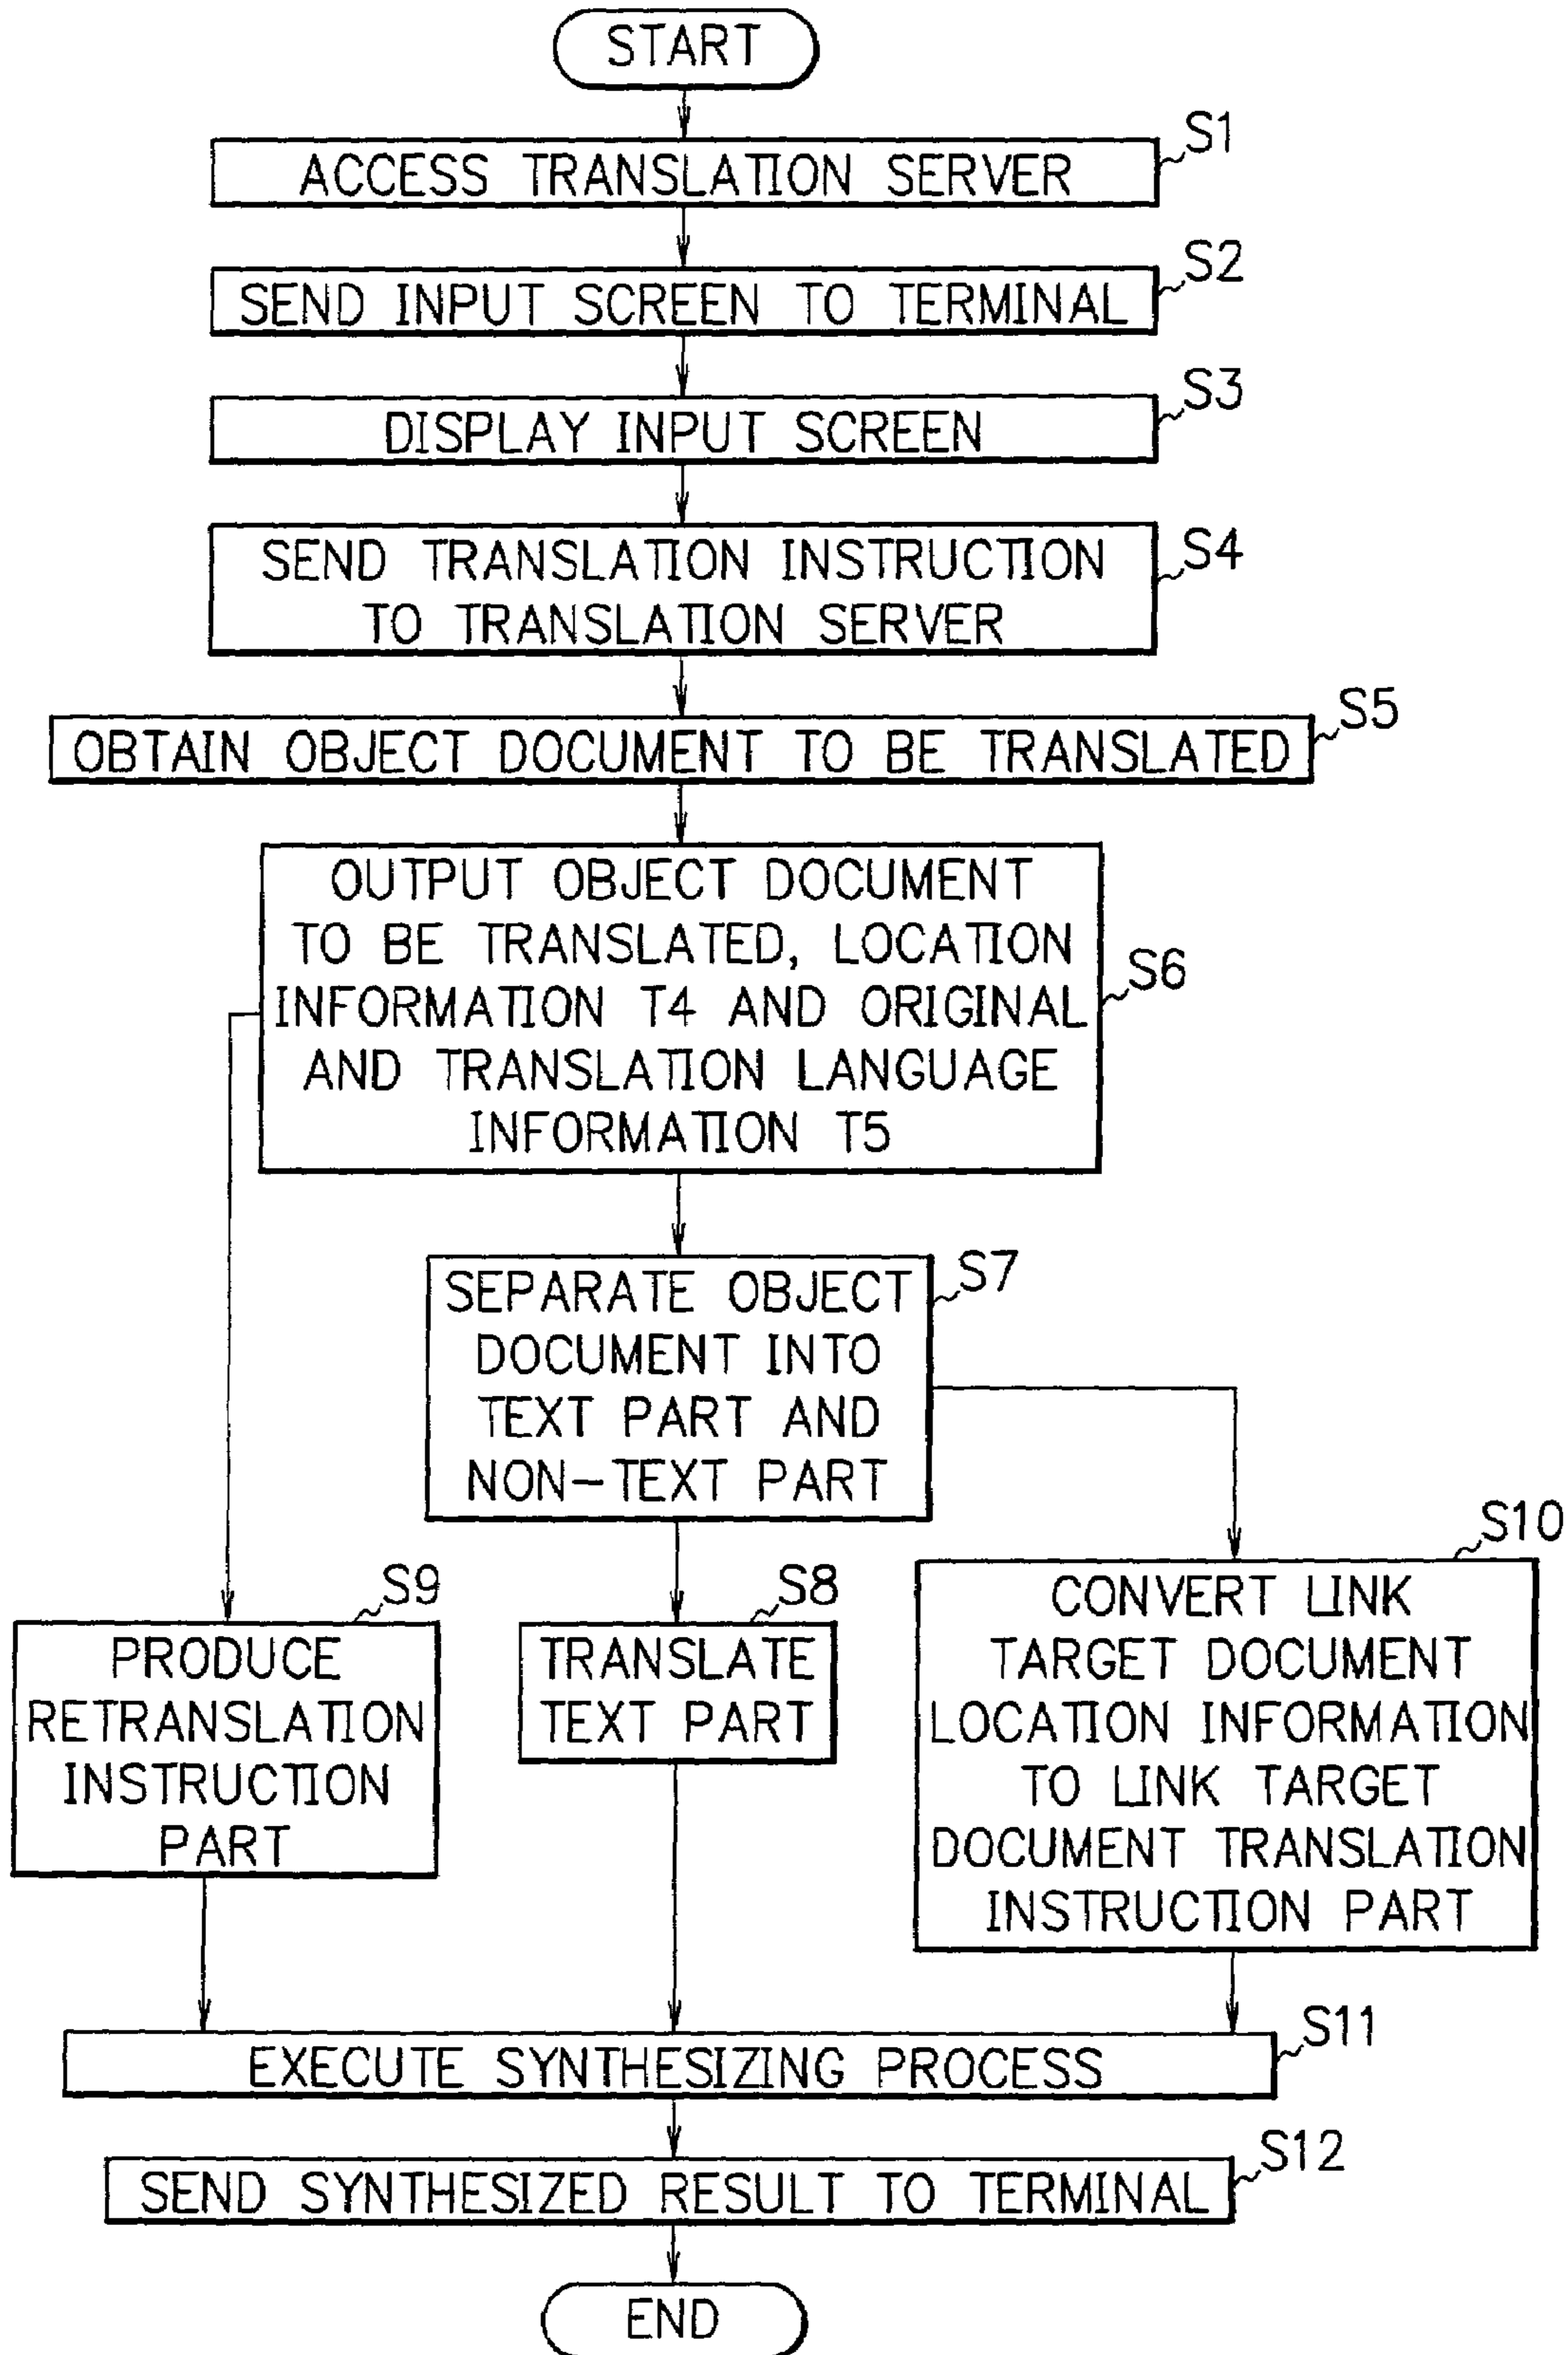 START
S1
ACCESS TRANSLATION SERVER
S2
SEND INPUT SCREEN TO TERMINAL
S3
DISPLAY INPUT SCREEN
S4
SEND TRANSLATION INSTRUCTION
TO TRANSLATION SERVER
S5
OBTAIN OBJECT DOCUMENT TO BE TRANSLATED
S6
OUTPUT OBJECT DOCUMENT
TO BE TRANSLATED, LOCATION
INFORMATION T4 AND ORIGINAL
AND TRANSLATION LANGUAGE
INFORMATION T5
S7
SEPARATE OBJECT
DOCUMENT INTO
TEXT PART AND
NON-TEXT PART
S9
PRODUCE
RETRANSLATION
INSTRUCTION
PART
S8
TRANSLATE
TEXT PART
S10
CONVERT LINK
TARGET DOCUMENT
LOCATION INFORMATION
TO LINK TARGET
DOCUMENT TRANSLATION
INSTRUCTION PART
S11
EXECUTE SYNTHESIZING PROCESS
S12
SEND SYNTHESIZED RESULT TO TERMINAL
END